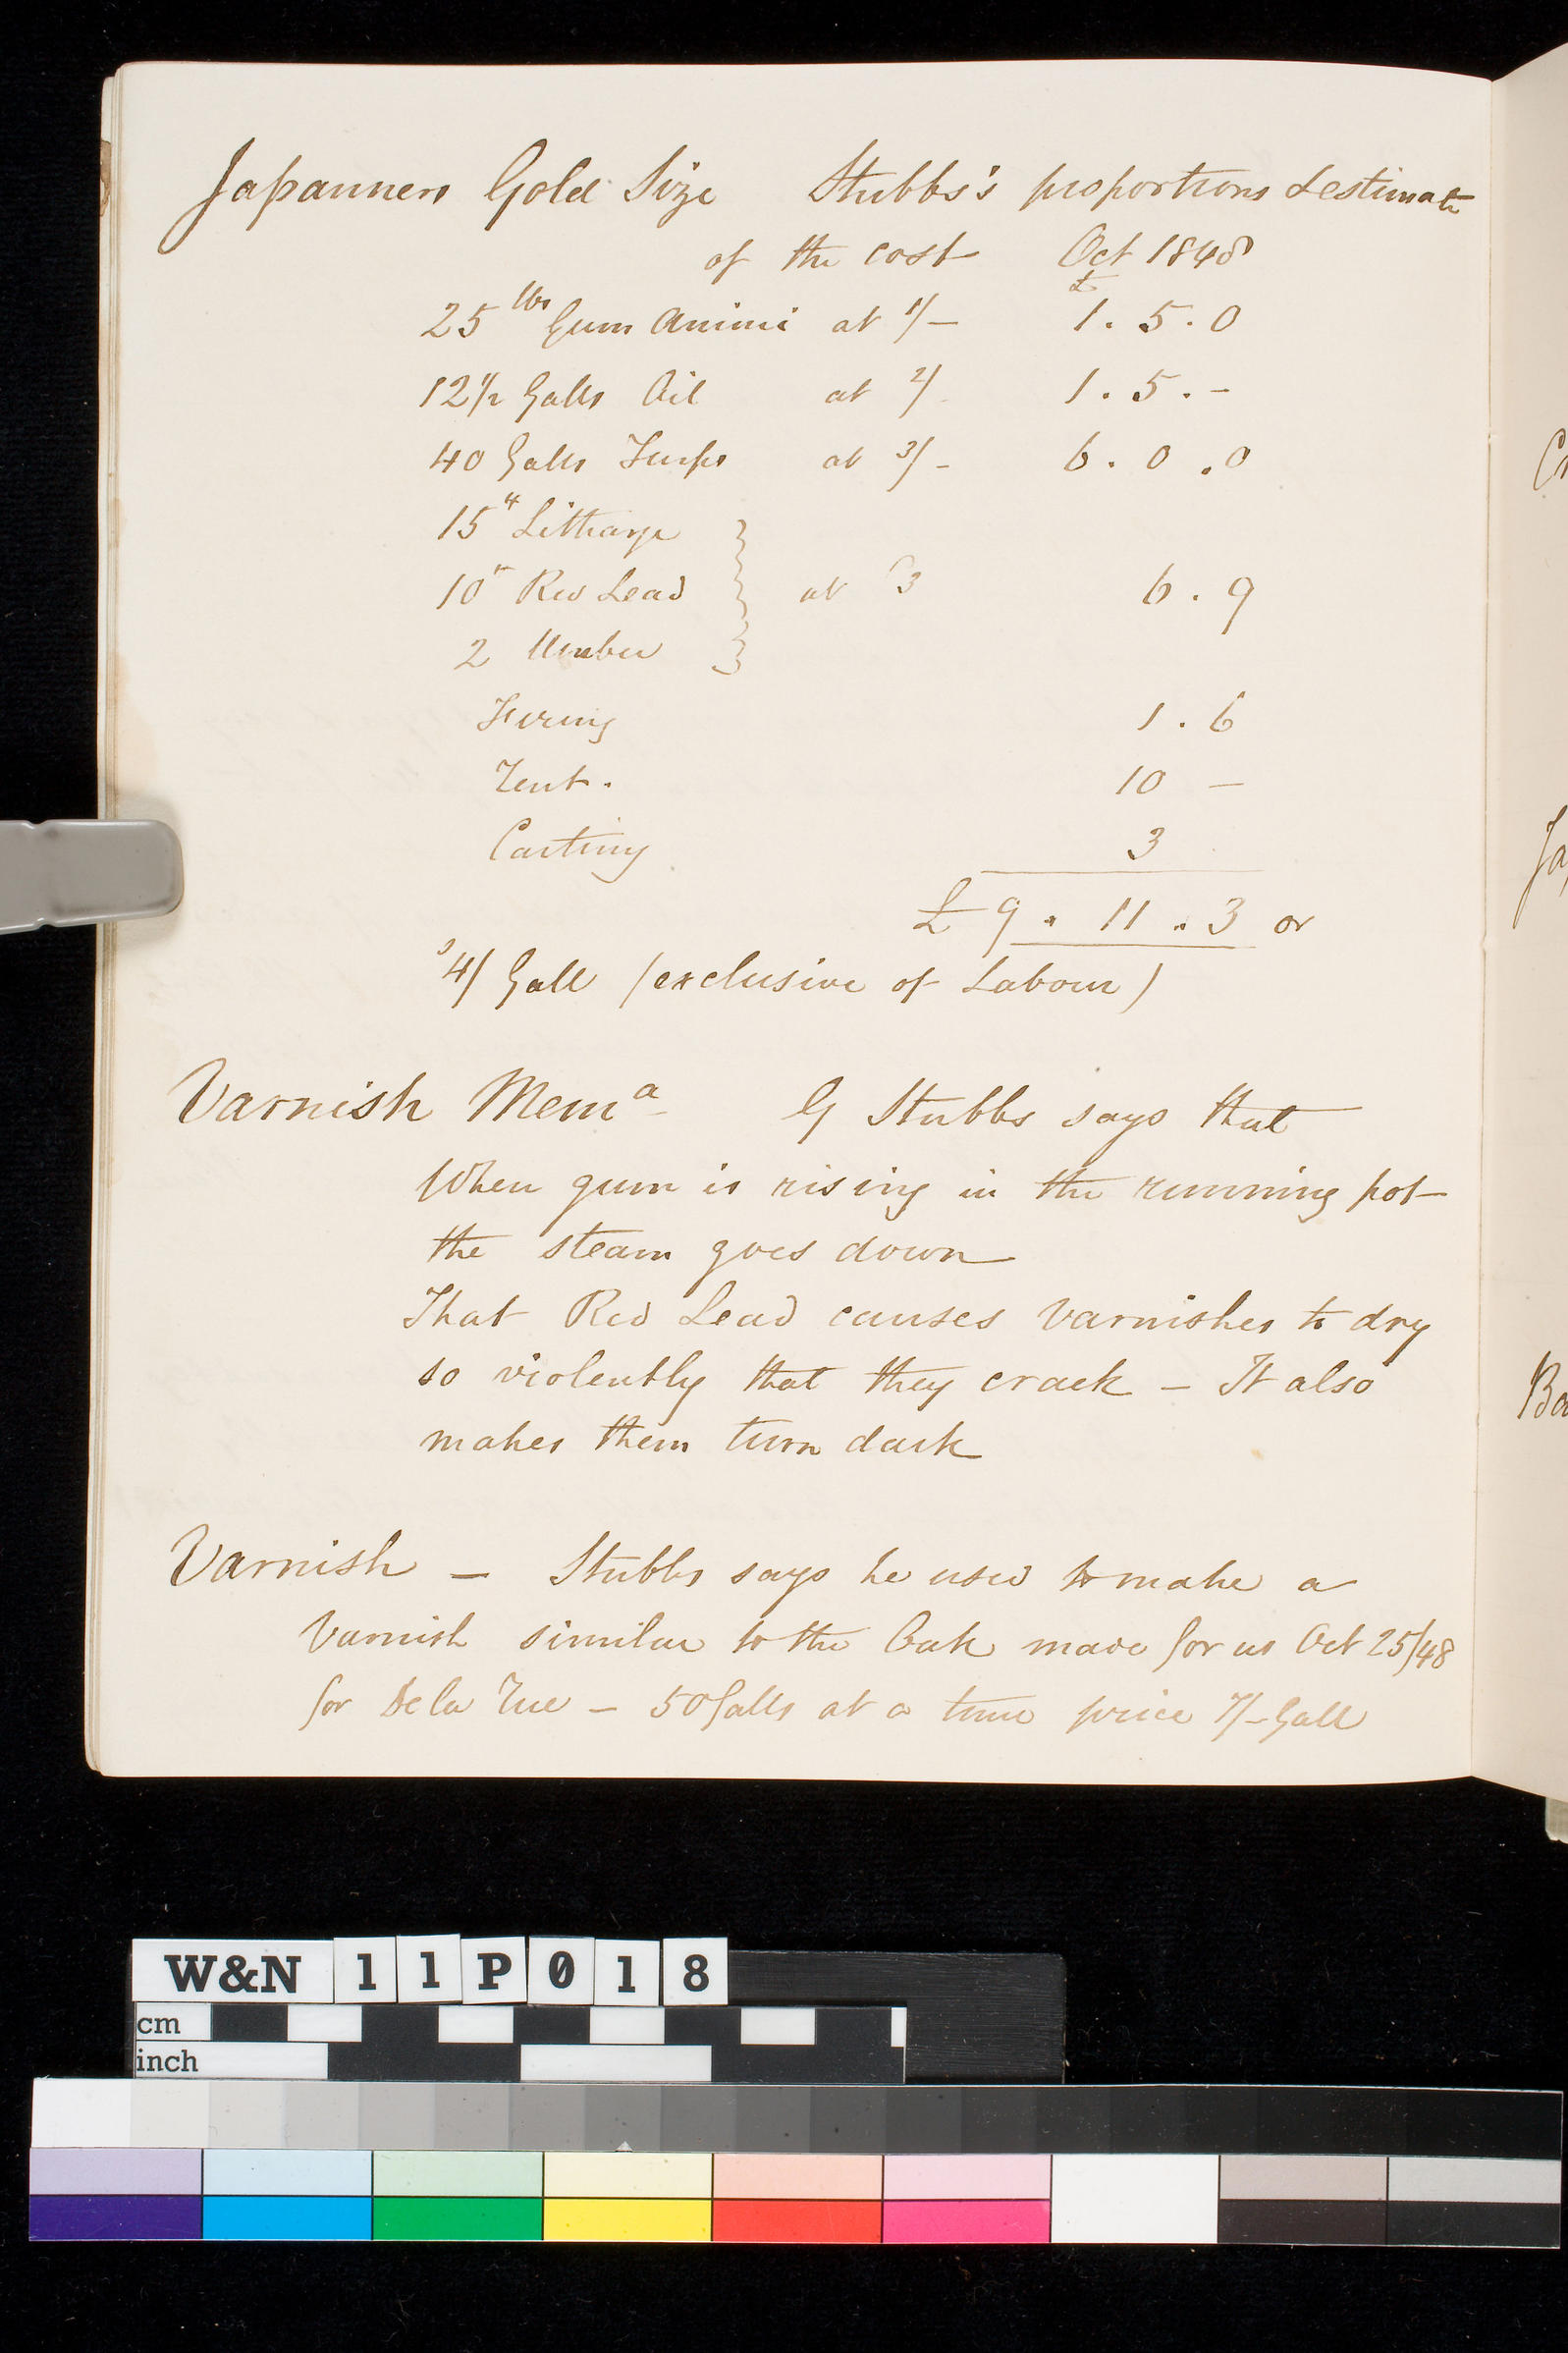 Japanners Gold Size Stubbs's proportions & estimate
of the cost Oct 1848
£
25 lbs Gum Animi at 1/- 1. 5. 0
12 1/2 Galls Oil at 2/ 1. 5. -
40 Galls Turps at 3/- 6. 0. 0
15 " Litharge
10 " Red Lead } at 3 6. 9
2 Umber
Firing 1. 6
Rent. 10 -
Carting 3
£ 9. 11. 3 or
4/ Gall (exclusive of Labour)
Varnish Mem a G Stubbs says that
When gum is rising in the running pot
the steam goes down
That Red Lead causes varnishes to dry
so violently that they crack - It also
makes them turn dark
Varnish - Stubbs says he used to make a
Varnish similar to the Oak made for us Oct 25/48
for De la Rue - 50 Galls at a time price 7/- Gall
Ja
Ba
W&N 11P018
cm
inch